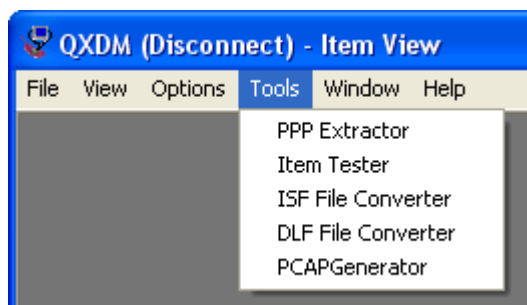 QXDM (Disconnect) - Item View
File View Options Tools Window Help
PPP Extractor
Item Tester
ISF File Converter
DLF File Converter
PCAPGenerator